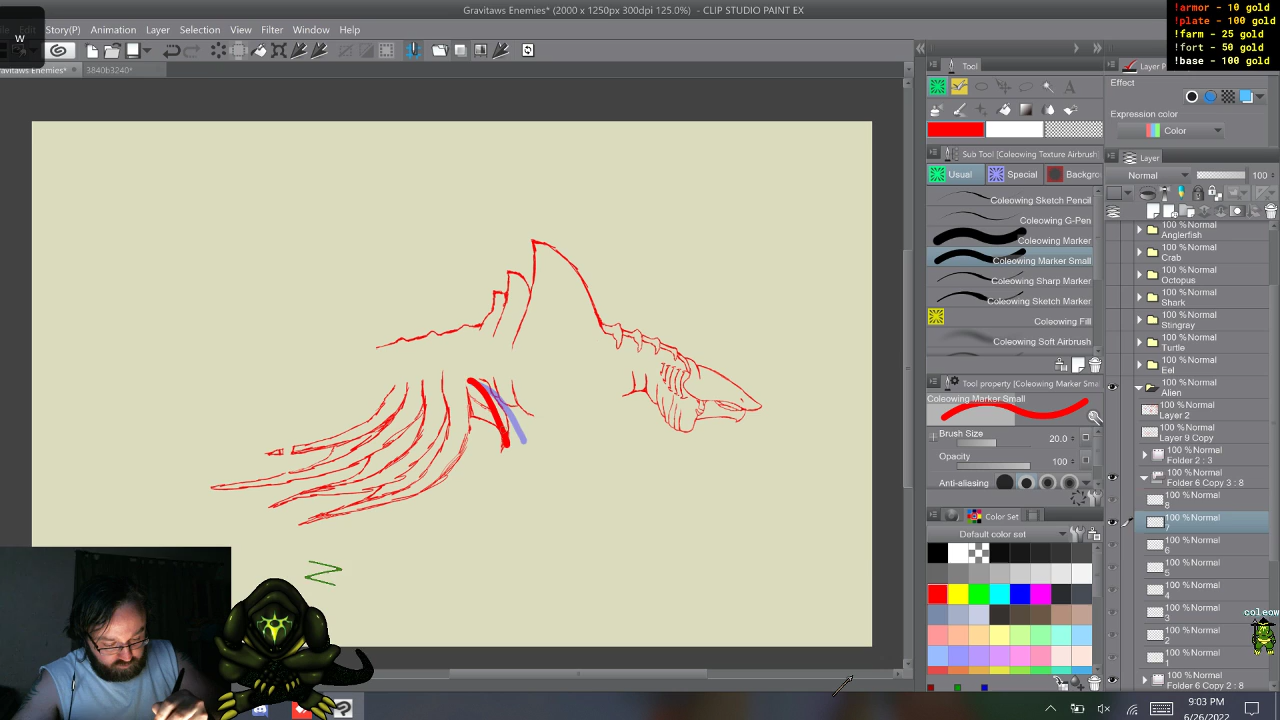 Gravitaws Enemies* (2000 x 1250px 300dpi 125.0%) - CLIP STUDIO PAINT EX
!armor - 10 gold
!plate - 100 gold
!farm - 25 gold
!fort - 50 gold
!base - 100 gold
W
Story(P) Animation Layer Selection View Filter Window Help
3840b3240*
Tool
Effect
Expression color
Color
Sub Tool [Coleowing Texture Airbrush]
Usual Special Backgro
Layer
Normal 100
Coleowing Sketch Pencil
Coleowing G-Pen
Coleowing Marker
Coleowing Marker Small
Coleowing Sharp Marker
Coleowing Sketch Marker
Coleowing Fill
Coleowing Soft Airbrush
Tool property [Coleowing Marker Sma
Coleowing Marker Small
Brush Size 20.0
Opacity 100
Anti-aliasing
Color Set
Default color set
100 %Normal
Anglerfish
100 %Normal
Crab
100 %Normal
Octopus
100 %Normal
Shark
100 %Normal
Stingray
100 %Normal
Turtle
100 %Normal
Eel
100 %Normal
Alien
100 %Normal
Layer 2
100 %Normal
Layer 9 Copy
100 %Normal
Folder 2 : 3
100 %Normal
Folder 6 Copy 3 : 8
100 %Normal
8
100 %Normal
7
100 %Normal
6
100 %Normal
5
100 %Normal
4
100 %Normal
3
100 %Normal
2
100 %Normal
1
100 %Normal
Folder 6 Copy 2 : 8
coleow
9:03 PM
6/26/2022